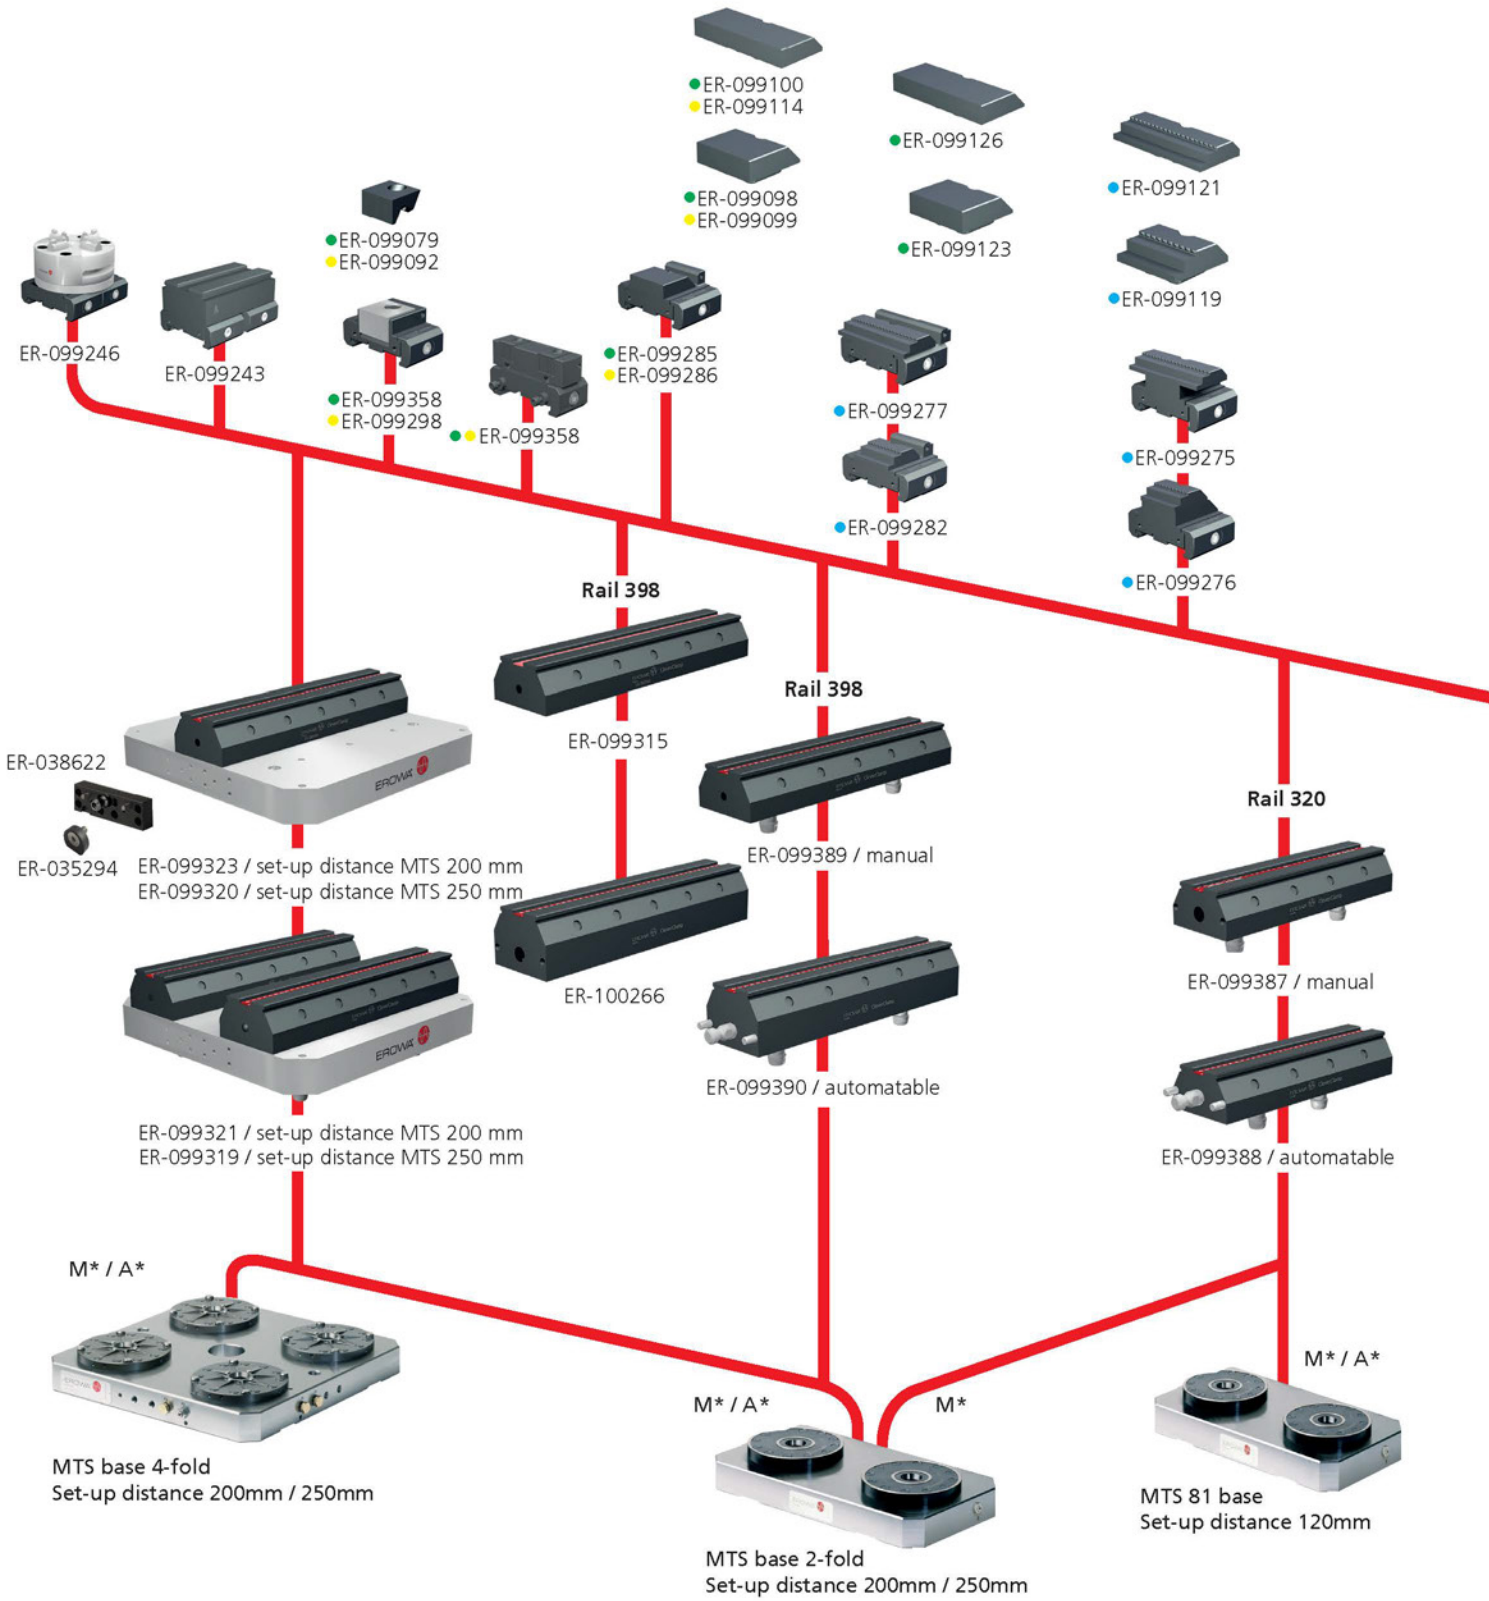 ER-099100
ER-099114
ER-099126
ER-099121
ER-099098
ER-099099
ER-099079
ER-099092
ER-099123
ER-099119
ER-099246
ER-099243
ER-099358
ER-099298
ER-099358
ER-099285
ER-099286
ER-099277
ER-099282
ER-099275
ER-099276
Rail 398
ER-099315
ER-100266
Rail 398
ER-099389 / manual
ER-099390 / automatable
Rail 320
ER-099387 / manual
ER-099388 / automatable
ER-038622
ER-035294
EROWA
ER-099323 / set-up distance MTS 200 mm
ER-099320 / set-up distance MTS 250 mm
EROWA
ER-099321 / set-up distance MTS 200 mm
ER-099319 / set-up distance MTS 250 mm
M* / A*
EROWA
MTS base 4-fold
Set-up distance 200mm / 250mm
M* / A*
M*
MTS base 2-fold
Set-up distance 200mm / 250mm
M* / A*
MTS 81 base
Set-up distance 120mm